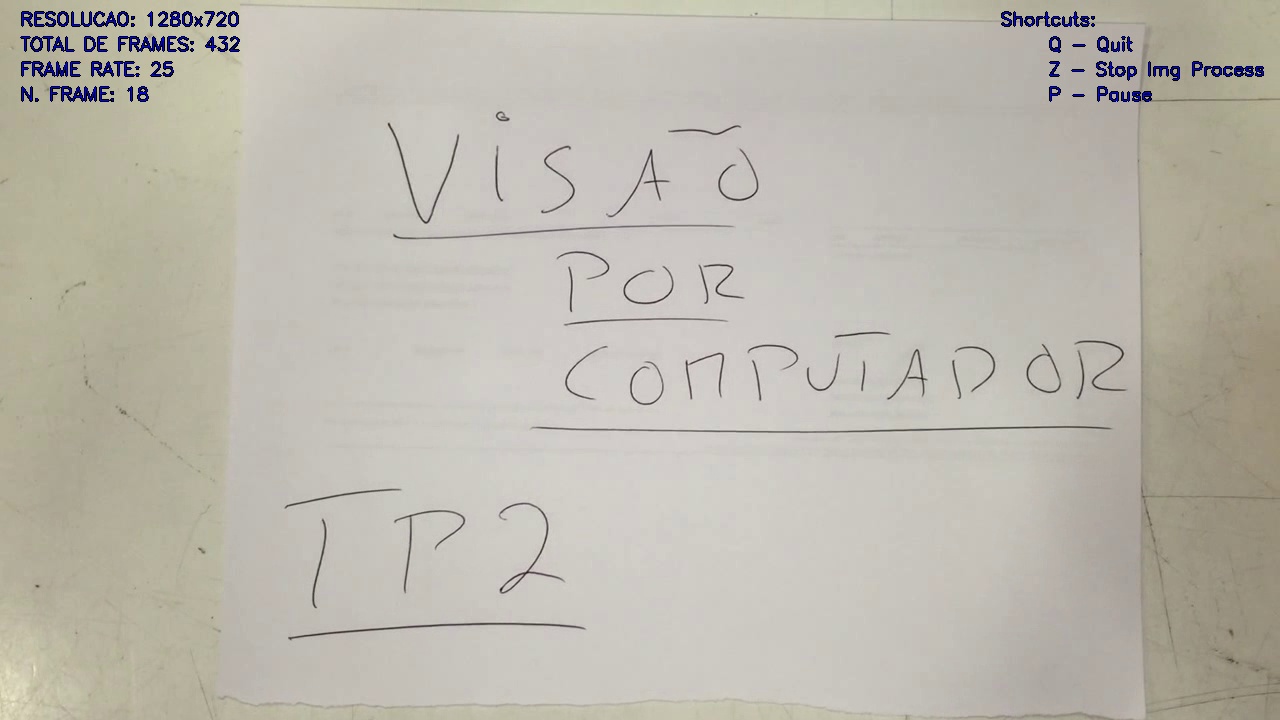 RESOLUCAO: 1280x720
TOTAL DE FRAMES: 432
FRAME RATE: 25
N. FRAME: 18
Shortcuts:
Q - Quit
Z - Stop Img Process
P - Pause
VISÃO
POR
COMPUTADOR
TP2